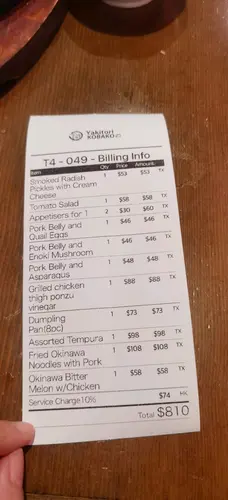 Yakitori
KOBAKO
T4 - 049 - Billing Info
Item Qty Price Amount
Smoked Radish 1 $53 $53 TX
Pickles with Cream
Cheese
Tomato Salad 1 $58 $58 TX
Appetisers for 1 2 $30 $60 TX
Pork Belly and 1 $46 $46 TX
Quail Eggs
Pork Belly and 1 $46 $46 TX
Enoki Mushroom
Pork Belly and 1 $48 $48 TX
Asparagus
Grilled chicken 1 $88 $88 TX
thigh ponzu
vinegar
Dumpling 1 $73 $73 TX
Pan(8pc)
Assorted Tempura 1 $98 $98 TX
Fried Okinawa 1 $108 $108 TX
Noodles with Pork
Okinawa Bitter 1 $58 $58 TX
Melon w/Chicken
Service Charge10% $74 HK
Total $810